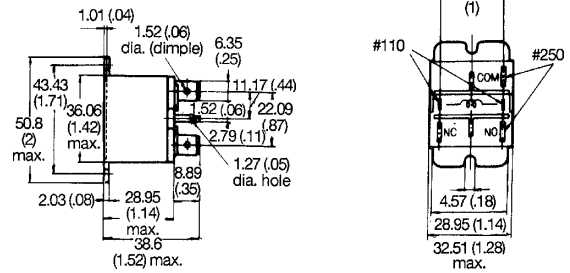 1.01 (.04)
1.52 (.06)
dia. (dimple)
6.35
(.25)
43.43
(1.71)
50.8
(2)
max.
36.06
(1.42)
max.
11.17 (.44)
1.52 (.06)
22.09
(.87)
2.79 (.11)
1.27 (.05)
dia. hole
8.89
(.35)
2.03 (.08)
28.95
(1.14)
max.
38.6
(1.52) max.
(1)
#110
#250
COM
NC
NO
4.57 (.18)
28.95 (1.14)
32.51 (1.28)
max.